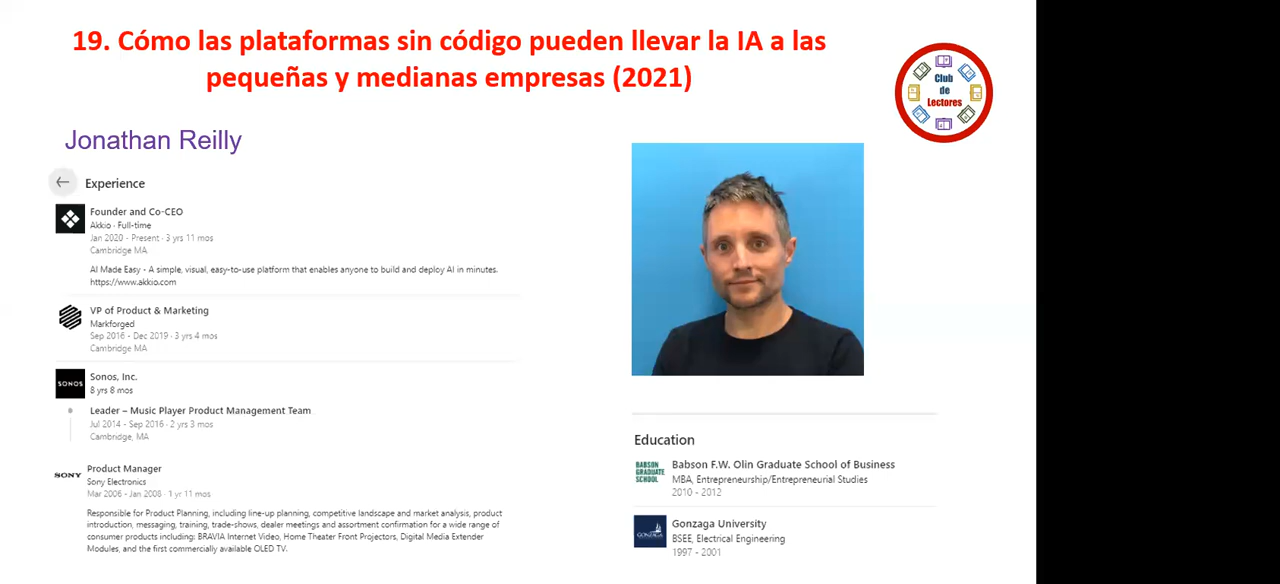 19. Cómo las plataformas sin código pueden llevar la IA a las
pequeñas y medianas empresas (2021)
Club
de
Lectores
Jonathan Reilly
Experience
Founder and Co-CEO
Akkio · Full-time
Jan 2020 - Present · 3 yrs 11 mos
Cambridge MA
AI Made Easy - A simple, visual, easy-to-use platform that enables anyone to build and deploy AI in minutes.
https://www.akkio.com
VP of Product & Marketing
Markforged
Sep 2016 - Dec 2019 · 3 yrs 4 mos
Cambridge MA
SONOS
Sonos, Inc.
8 yrs 8 mos
Leader – Music Player Product Management Team
Jul 2014 - Sep 2016 · 2 yrs 3 mos
Cambridge, MA
SONY
Product Manager
Sony Electronics
Mar 2006 - Jan 2008 · 1 yr 11 mos
Responsible for Product Planning, including line-up planning, competitive landscape and market analysis, product
introduction, messaging, training, trade-shows, dealer meetings and assortment confirmation for a wide range of
consumer products including: BRAVIA Internet Video, Home Theater Front Projectors, Digital Media Extender
Modules, and the first commercially available OLED TV.
Education
BABSON
GRADUATE
SCHOOL
Babson F.W. Olin Graduate School of Business
MBA, Entrepreneurship/Entrepreneurial Studies
2010 - 2012
GONZAGA
Gonzaga University
BSEE, Electrical Engineering
1997 - 2001